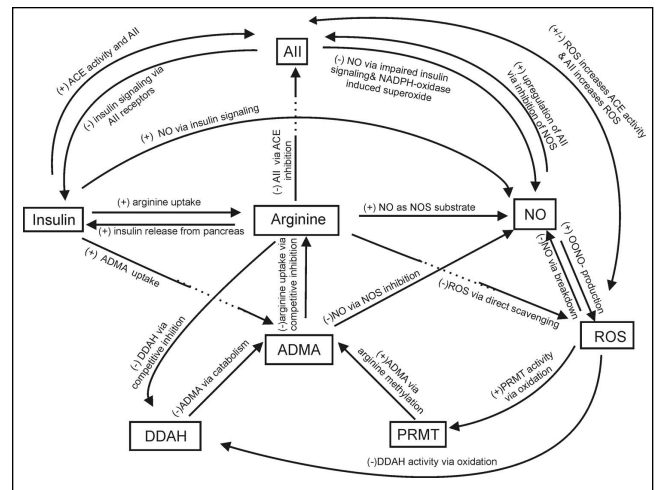 AII
(+) ACE activity and AII
(-) insulin signaling via
AII receptors
(-) NO via impaired insulin
signaling& NADPH-oxidase
induced superoxide
(+) upregulation of AII
via inhibition of NOS
(+/-) ROS increases ACE activity
& AII increases ROS
(+) NO via insulin signaling
(-) AII via ACE
inhibition
Insulin
(+) arginine uptake
(+) insulin release from pancreas
Arginine
(+) NO as NOS substrate
NO
(+) ADMA uptake
(-)arginine uptake via
competitive inhibition
(-)NO via NOS inhibition
(-)ROS via direct scavenging
(-)NO via breakdown
(+) OONO- production
ROS
(-) DDAH via
competitive inhiition
(-)ADMA via catabolism
ADMA
(+)ADMA via
arginine methylation
(+)PRMT activity
via oxidation
DDAH
PRMT
(-)DDAH activity via oxidation